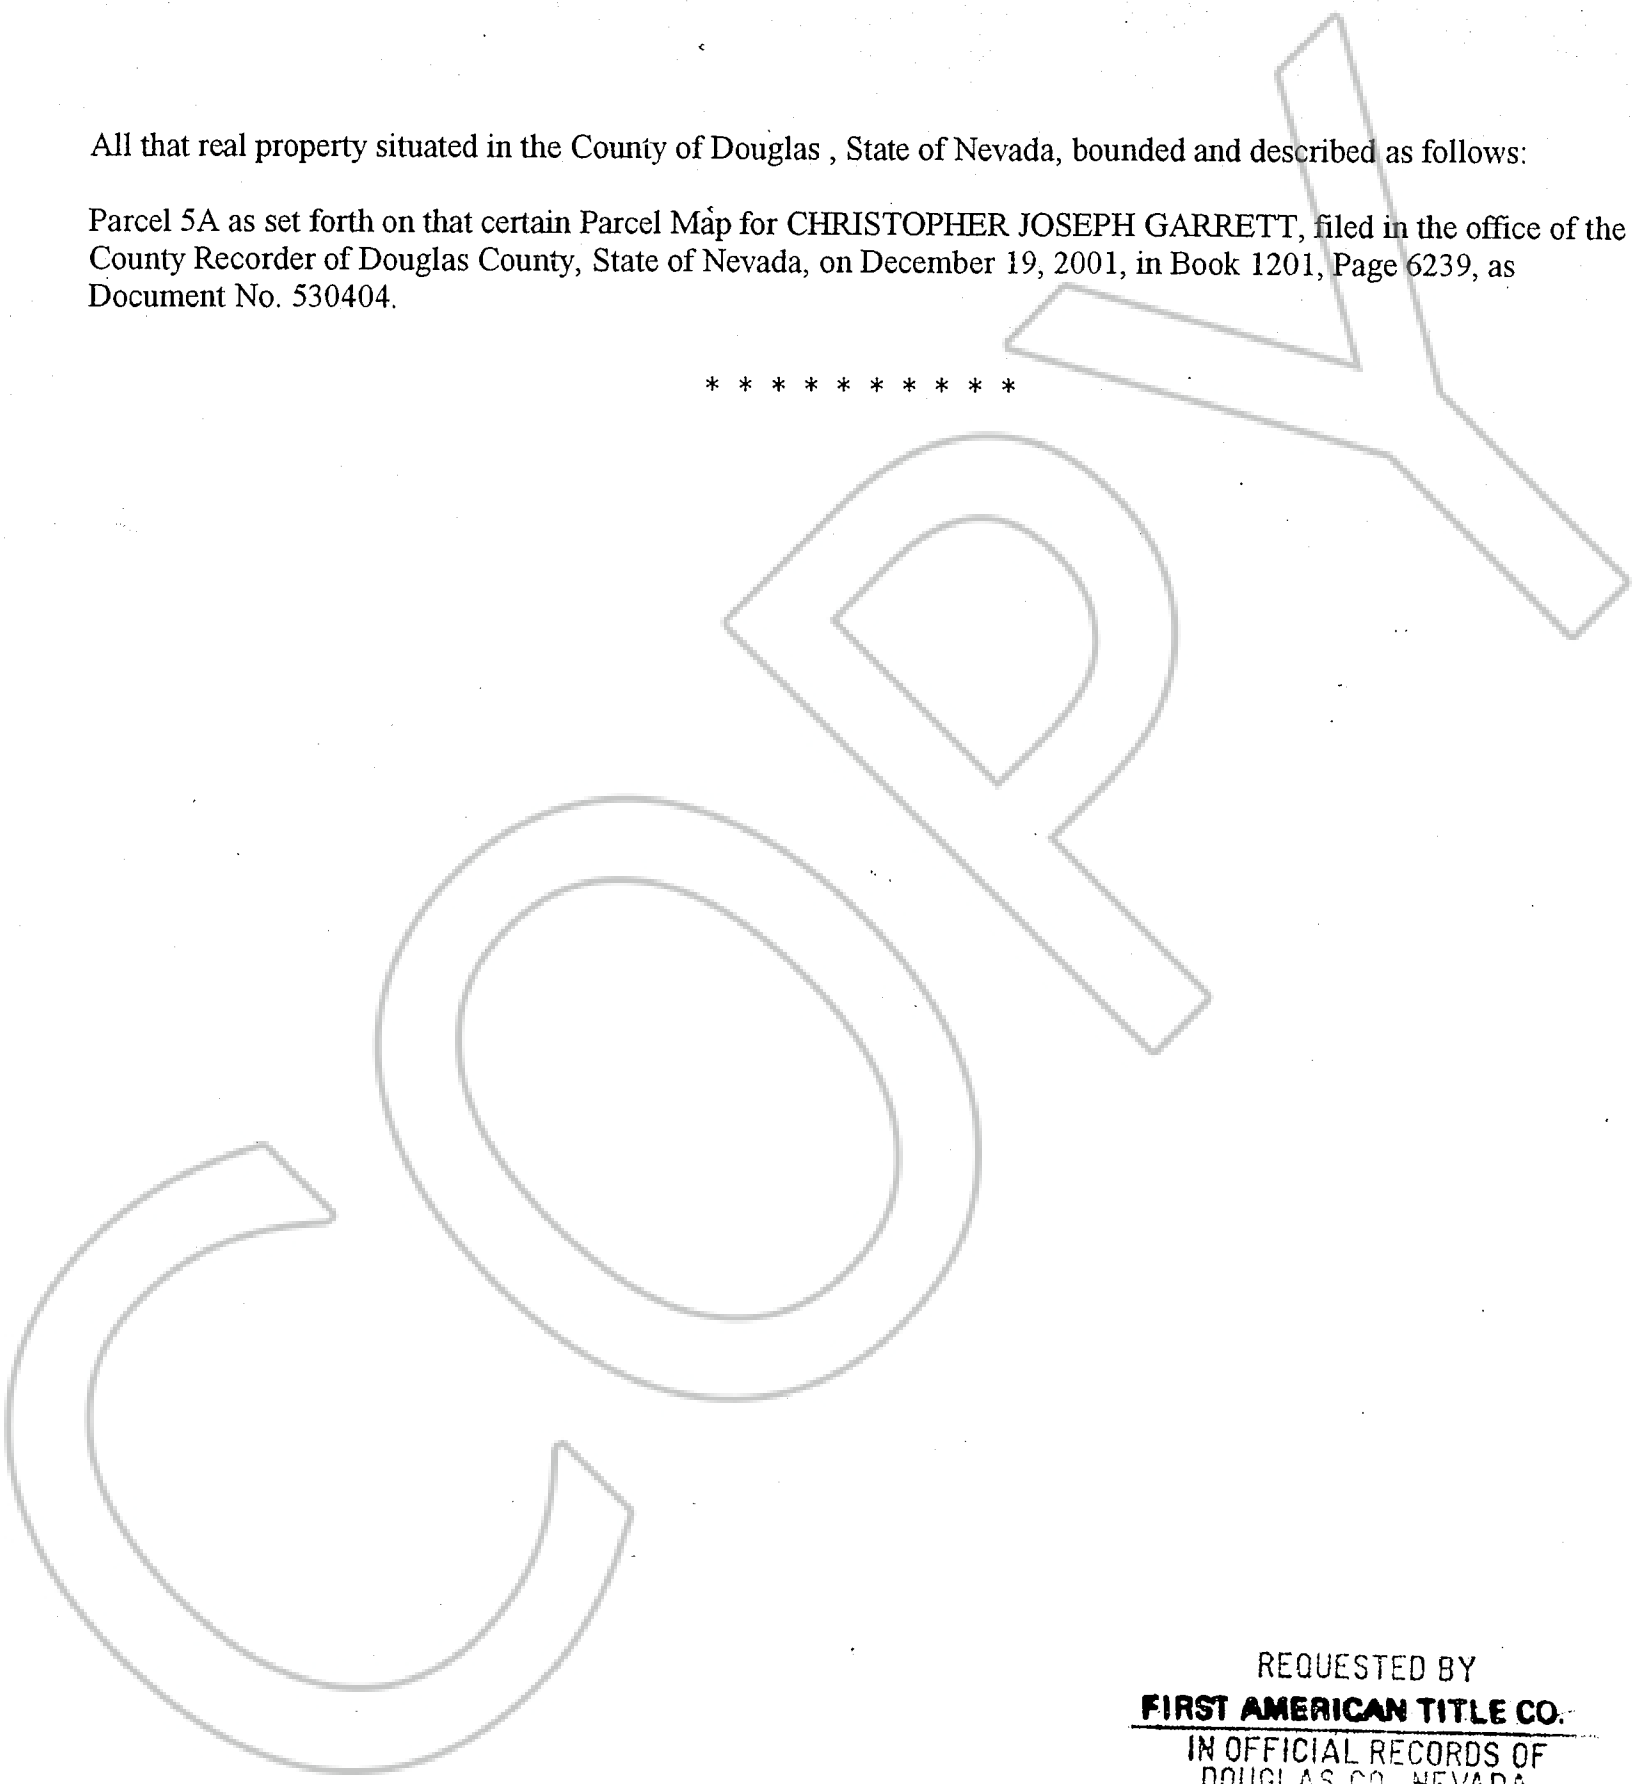 All that real property situated in the County of Douglas , State of Nevada, bounded and described as follows:
Parcel 5A as set forth on that certain Parcel Map for CHRISTOPHER JOSEPH GARRETT, filed in the office of the
County Recorder of Douglas County, State of Nevada, on December 19, 2001, in Book 1201, Page 6239, as
Document No. 530404.
* * * * * * * * * *
COPY
REQUESTED BY
FIRST AMERICAN TITLE CO.
IN OFFICIAL RECORDS OF
DOUGLAS CO., NEVADA